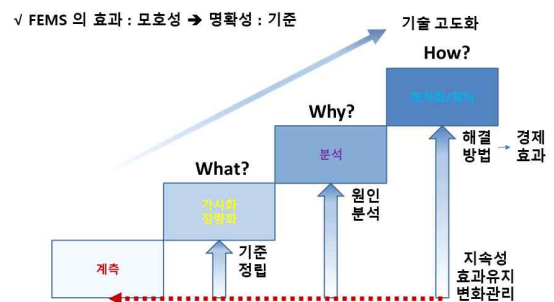 √ FEMS 의 효과 : 모호성 ➔ 명확성 : 기준
기술 고도화
How?
최적화/제어
Why?
해결
방법 → 경제
효과
분석
What?
원인
분석
가시화
정량화
기준
정립
지속성
효과유지
변화관리
계측